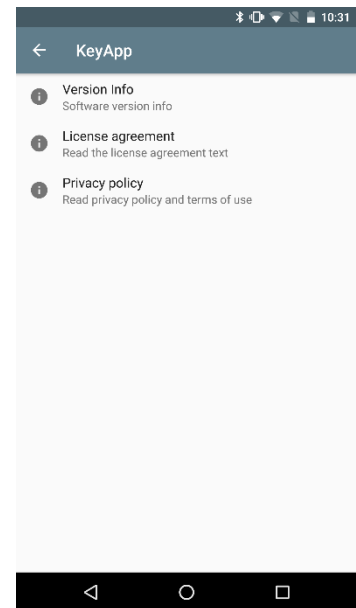 10:31
KeyApp
Version Info
Software version info
License agreement
Read the license agreement text
Privacy policy
Read privacy policy and terms of use